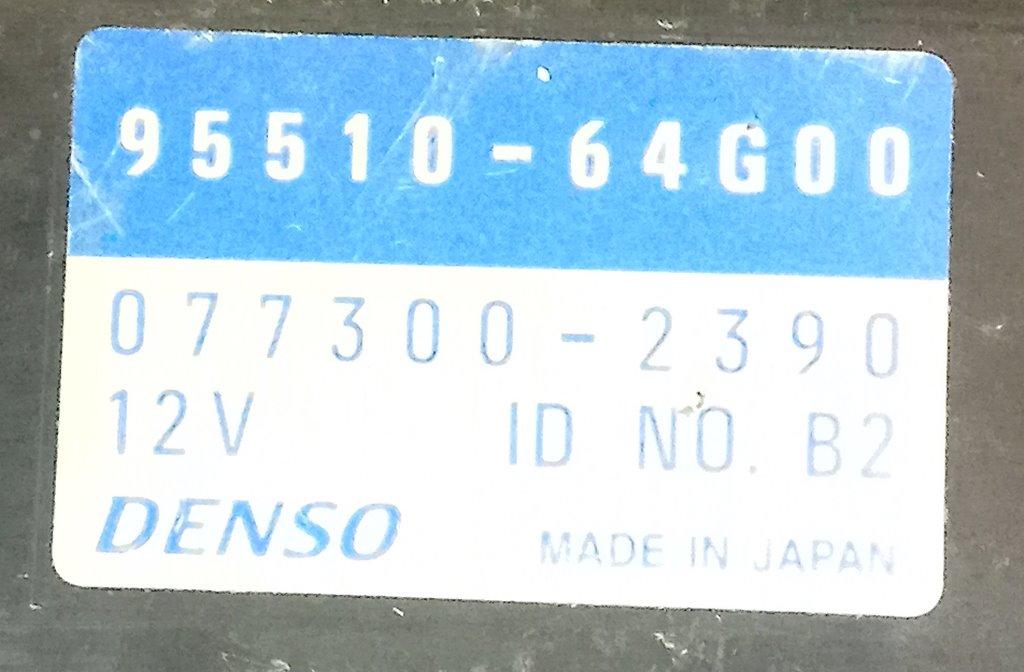 95510-64G00
077300-2390
12V ID NO. B2
DENSO MADE IN JAPAN